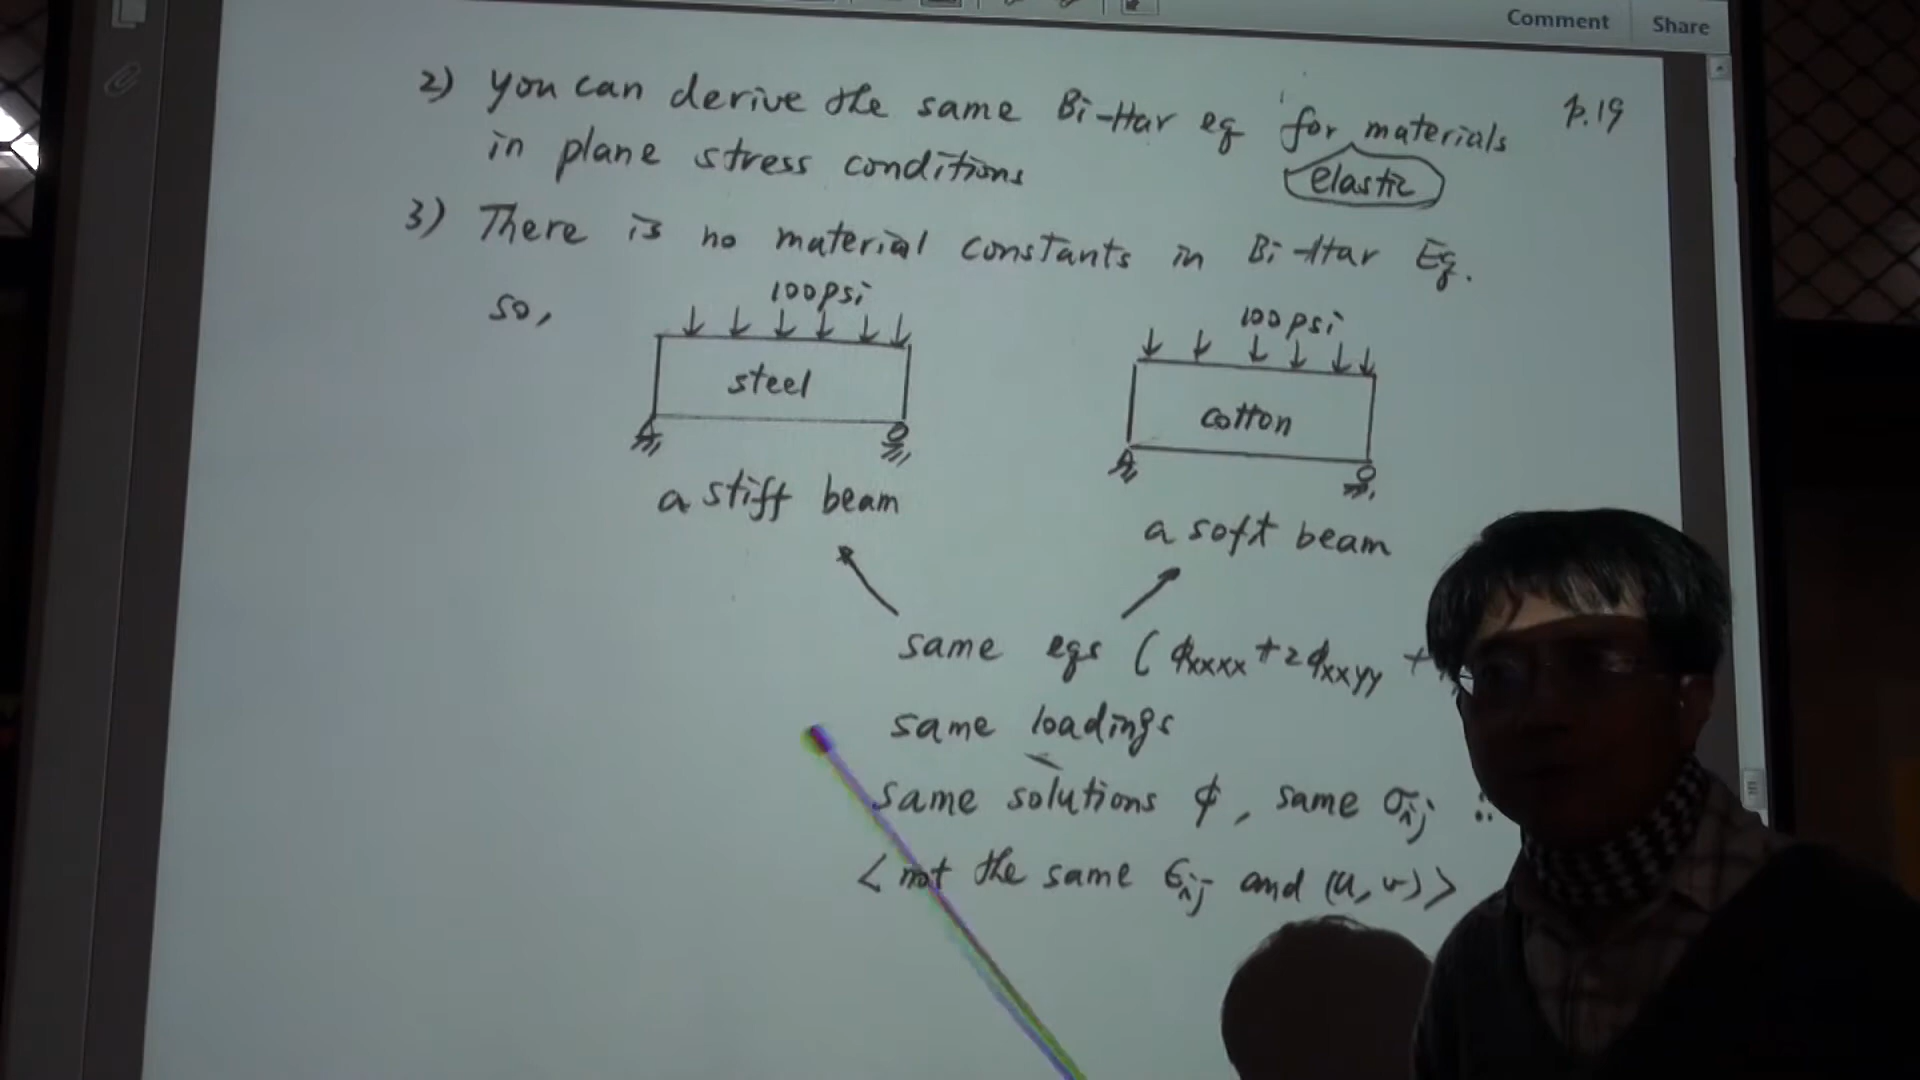 Comment Share
2) you can derive the same Bi-Har eq for materials p.19
elastic
in plane stress conditions
3) There is no material constants in Bi-Har Eq.
so,
100psi 100psi
steel cotton
a stiff beam a soft beam
same eqs ( ϕxxxx + 2ϕxxyy +
same loadings
same solutions ϕ, same σij
< not the same ϵij and (u, v) >